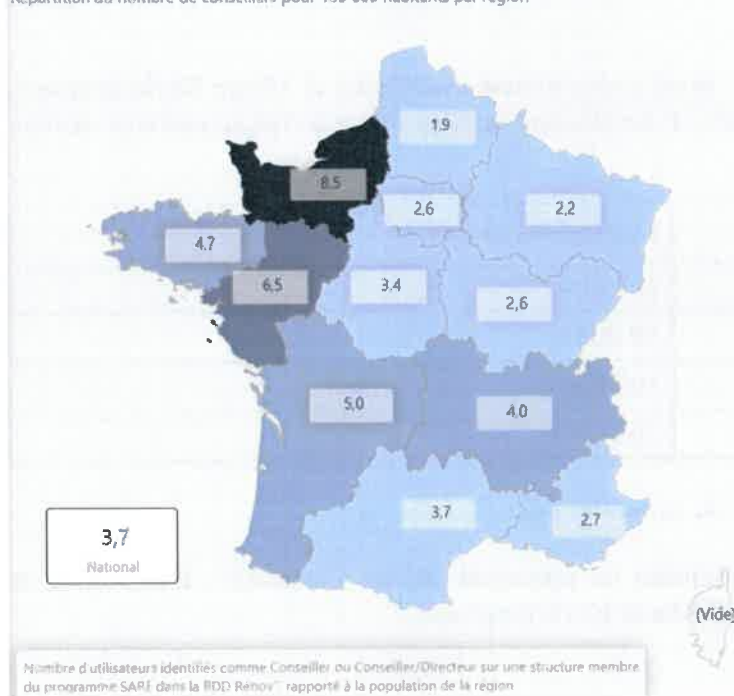 Répartition du nombre de conseillers pour 100 000 habitants par région
1,9
8,5
2,6
2,2
4,7
6,5
3,4
2,6
5,0
4,0
3,7
2,7
3,7
National
(Vide)
Nombre d'utilisateurs identifiés comme Conseiller ou Conseiller/Directeur sur une structure membre
du programme SARE dans la BDD Renov' rapporté à la population de la région